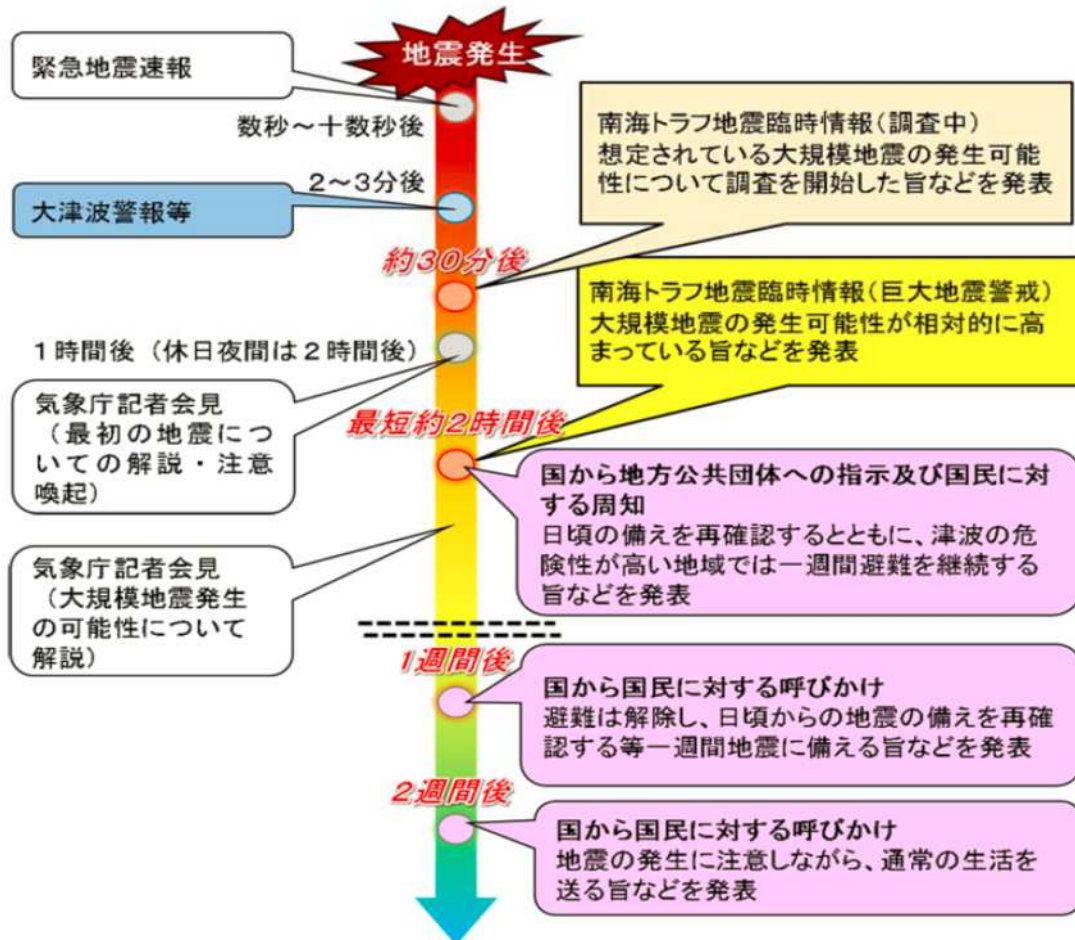 地震発生
緊急地震速報
数秒～十数秒後
2～3分後
大津波警報等
約30分後
南海トラフ地震臨時情報(調査中)
想定されている大規模地震の発生可能
性について調査を開始した旨などを発表
1時間後（休日夜間は2時間後）
気象庁記者会見
（最初の地震につ
いての解説・注意
喚起）
最短約2時間後
南海トラフ地震臨時情報(巨大地震警戒)
大規模地震の発生可能性が相対的に高
まっている旨などを発表
国から地方公共団体への指示及び国民に対
する周知
日頃の備えを再確認するとともに、津波の危
険性が高い地域では一週間避難を継続する
旨などを発表
気象庁記者会見
（大規模地震発生
の可能性について
解説）
1週間後
国から国民に対する呼びかけ
避難は解除し、日頃からの地震の備えを再確
認する等一週間地震に備える旨などを発表
2週間後
国から国民に対する呼びかけ
地震の発生に注意しながら、通常の生活を
送る旨などを発表